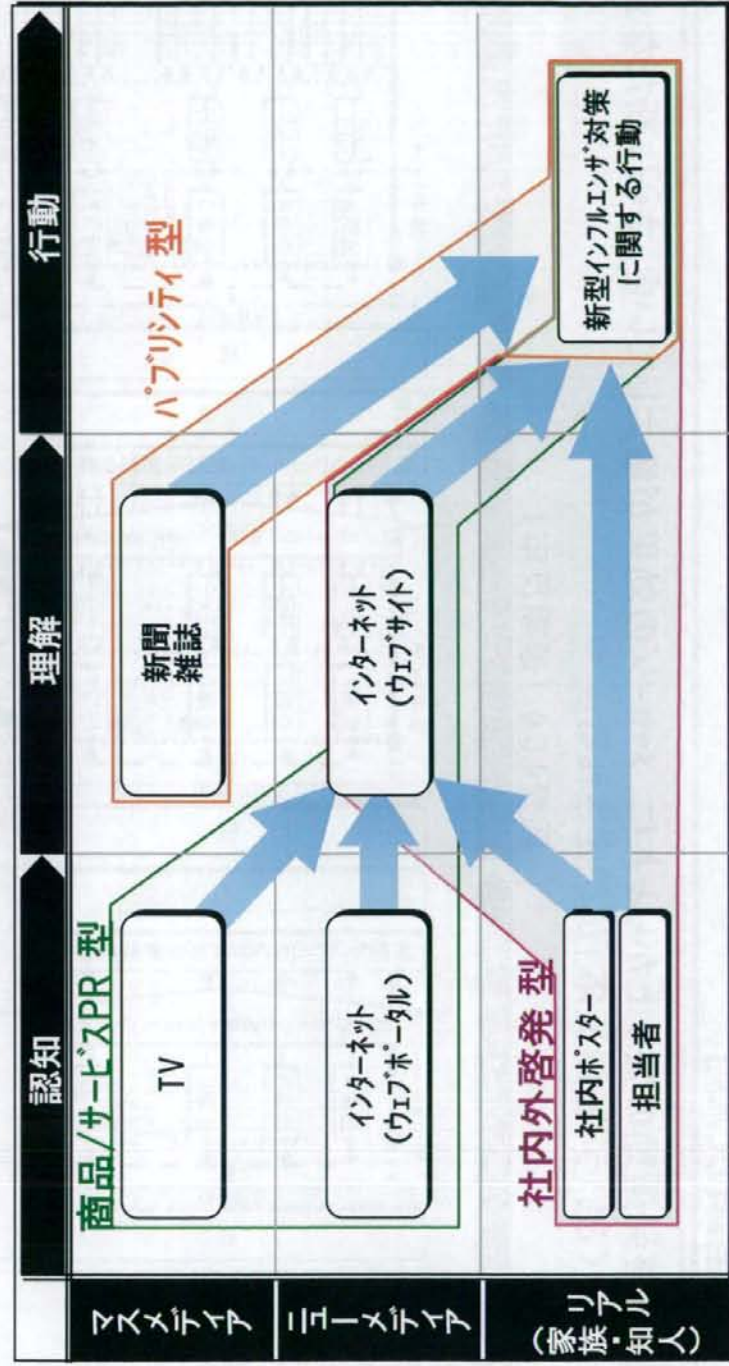 認知
理解
行動
マスメディア
ニューメディア
リアル
(家族・知人)
商品/サービスPR 型
TV
インターネット
(ウェブポータル)
新聞
雑誌
インターネット
(ウェブサイト)
パブリシティ 型
社内外啓発 型
社内ポスター
担当者
新型インフルエンザ対策
に関する行動